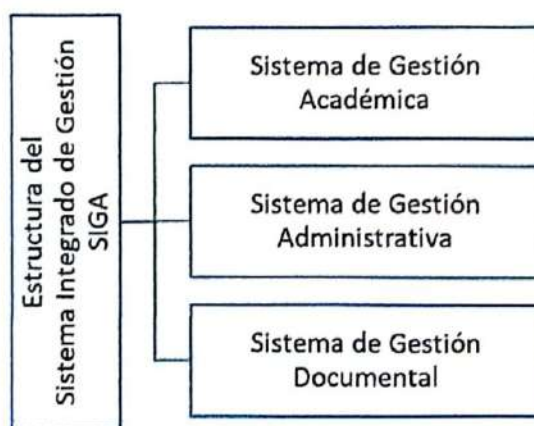 Estructura del
Sistema Integrado de Gestión
SIGA
Sistema de Gestión
Académica
Sistema de Gestión
Administrativa
Sistema de Gestión
Documental